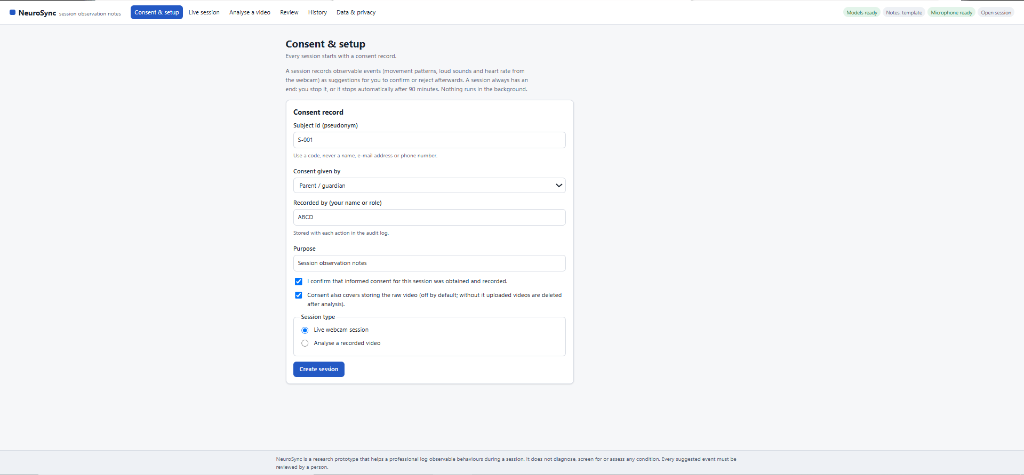 NeuroSync session observation notes
Consent & setup
Live session
Analyse a video
Review
History
Data & privacy
Models ready
Notes: template
Microphone ready
Open session
Consent & setup
Every session starts with a consent record.
A session records observable events (movement patterns, loud sounds and heart rate from
the webcam) as suggestions for you to confirm or reject afterwards. A session always has an
end: you stop it, or it stops automatically after 90 minutes. Nothing runs in the background.
Consent record
Subject id (pseudonym)
S-001
Use a code, never a name, e-mail address or phone number.
Consent given by
Parent / guardian
Recorded by (your name or role)
ABCD
Stored with each action in the audit log.
Purpose
Session observation notes
I confirm that informed consent for this session was obtained and recorded.
Consent also covers storing the raw video (off by default; without it uploaded videos are deleted
after analysis).
Session type
Live webcam session
Analyse a recorded video
Create session
NeuroSync is a research prototype that helps a professional log observable behaviours during a session. It does not diagnose, screen for or assess any condition. Every suggested event must be
reviewed by a person.